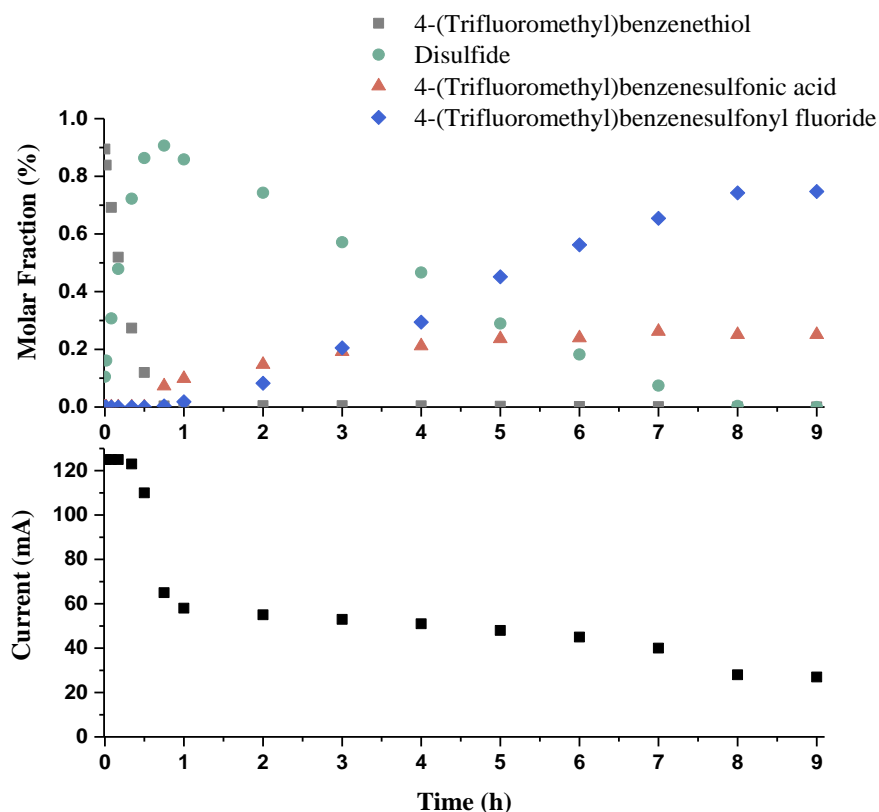 4-(Trifluoromethyl)benzenethiol
Disulfide
4-(Trifluoromethyl)benzenesulfonic acid
4-(Trifluoromethyl)benzenesulfonyl fluoride
Molar Fraction (%)
1.0
0.8
0.6
0.4
0.2
0.0
0 1 2 3 4 5 6 7 8 9
Current (mA)
120
100
80
60
40
20
0
0 1 2 3 4 5 6 7 8 9
Time (h)